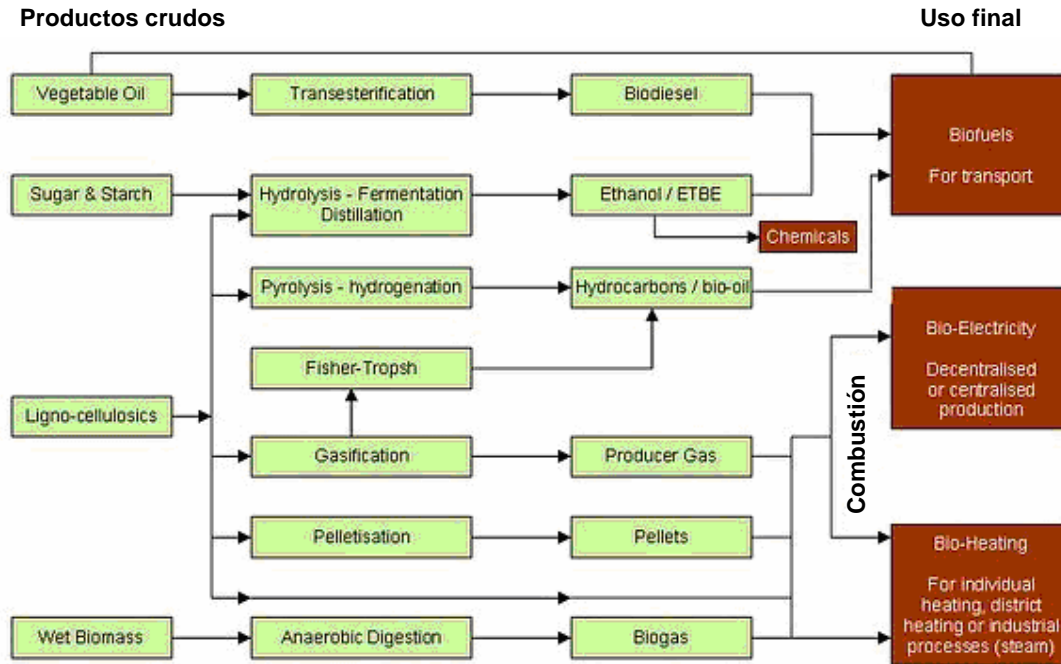 Productos crudos
Uso final
Vegetable Oil
Transesterification
Biodiesel
Biofuels
For transport
Sugar & Starch
Hydrolysis - Fermentation
Distillation
Ethanol / ETBE
Chemicals
Pyrolysis - hydrogenation
Hydrocarbons / bio-oil
Bio-Electricity
Decentralised
or centralised
production
Fisher-Tropsh
Ligno-cellulosics
Combustión
Gasification
Producer Gas
Pelletisation
Pellets
Bio-Heating
For individual
heating, district
heating or industrial
processes (steam)
Wet Biomass
Anaerobic Digestion
Biogas